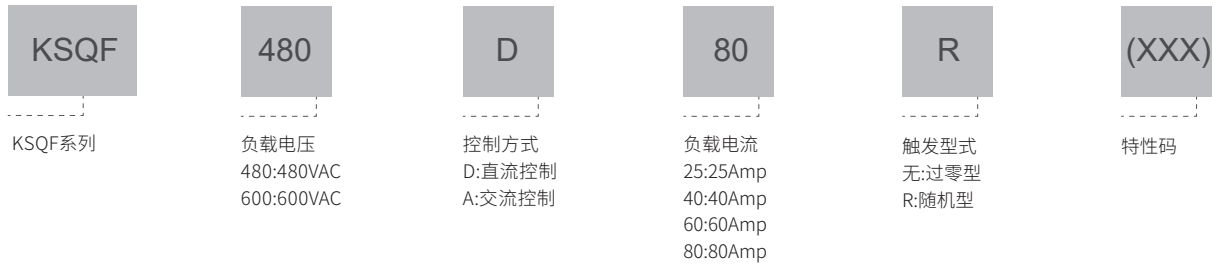 KSQF
480
D
80
R
(XXX)
KSQF系列
负载电压
480:480VAC
600:600VAC
控制方式
D:直流控制
A:交流控制
负载电流
25:25Amp
40:40Amp
60:60Amp
80:80Amp
触发型式
无:过零型
R:随机型
特性码